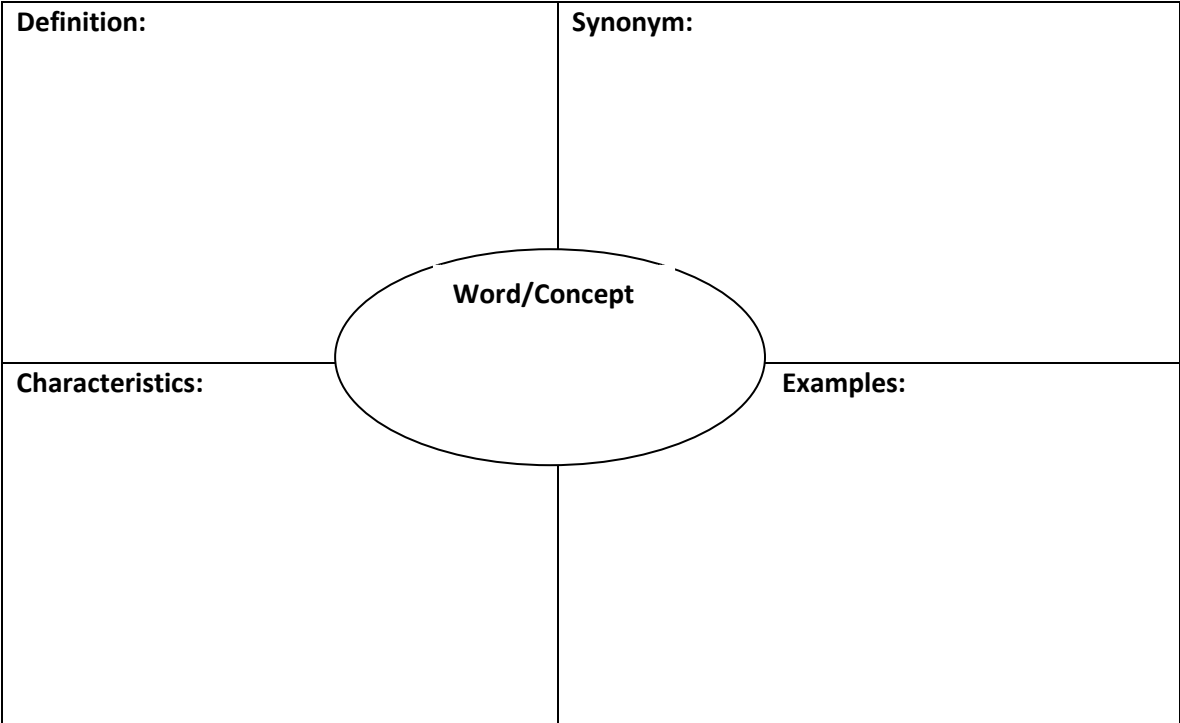 Definition:
Synonym:
Word/Concept
Characteristics:
Examples: